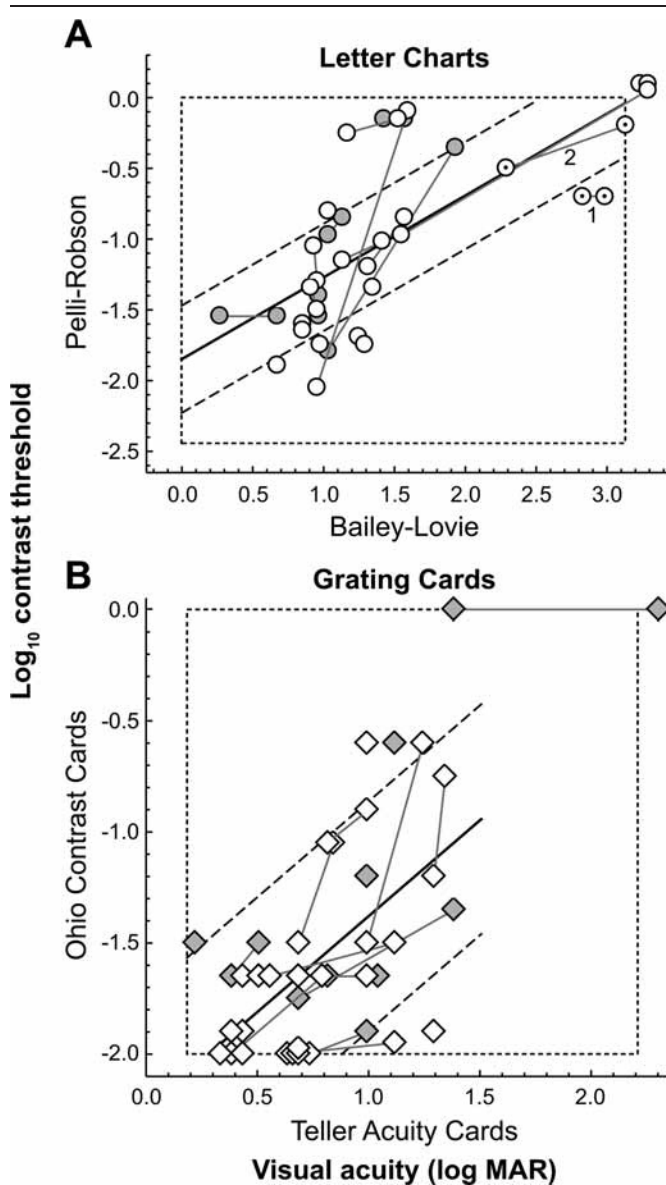 A
Letter Charts
0.0
-0.5
-1.0
-1.5
-2.0
-2.5
Pelli-Robson
2
1
0.0 0.5 1.0 1.5 2.0 2.5 3.0
Bailey-Lovie
Log₁₀ contrast threshold
B
Grating Cards
0.0
-0.5
-1.0
-1.5
-2.0
Ohio Contrast Cards
0.0 0.5 1.0 1.5 2.0
Teller Acuity Cards
Visual acuity (log MAR)